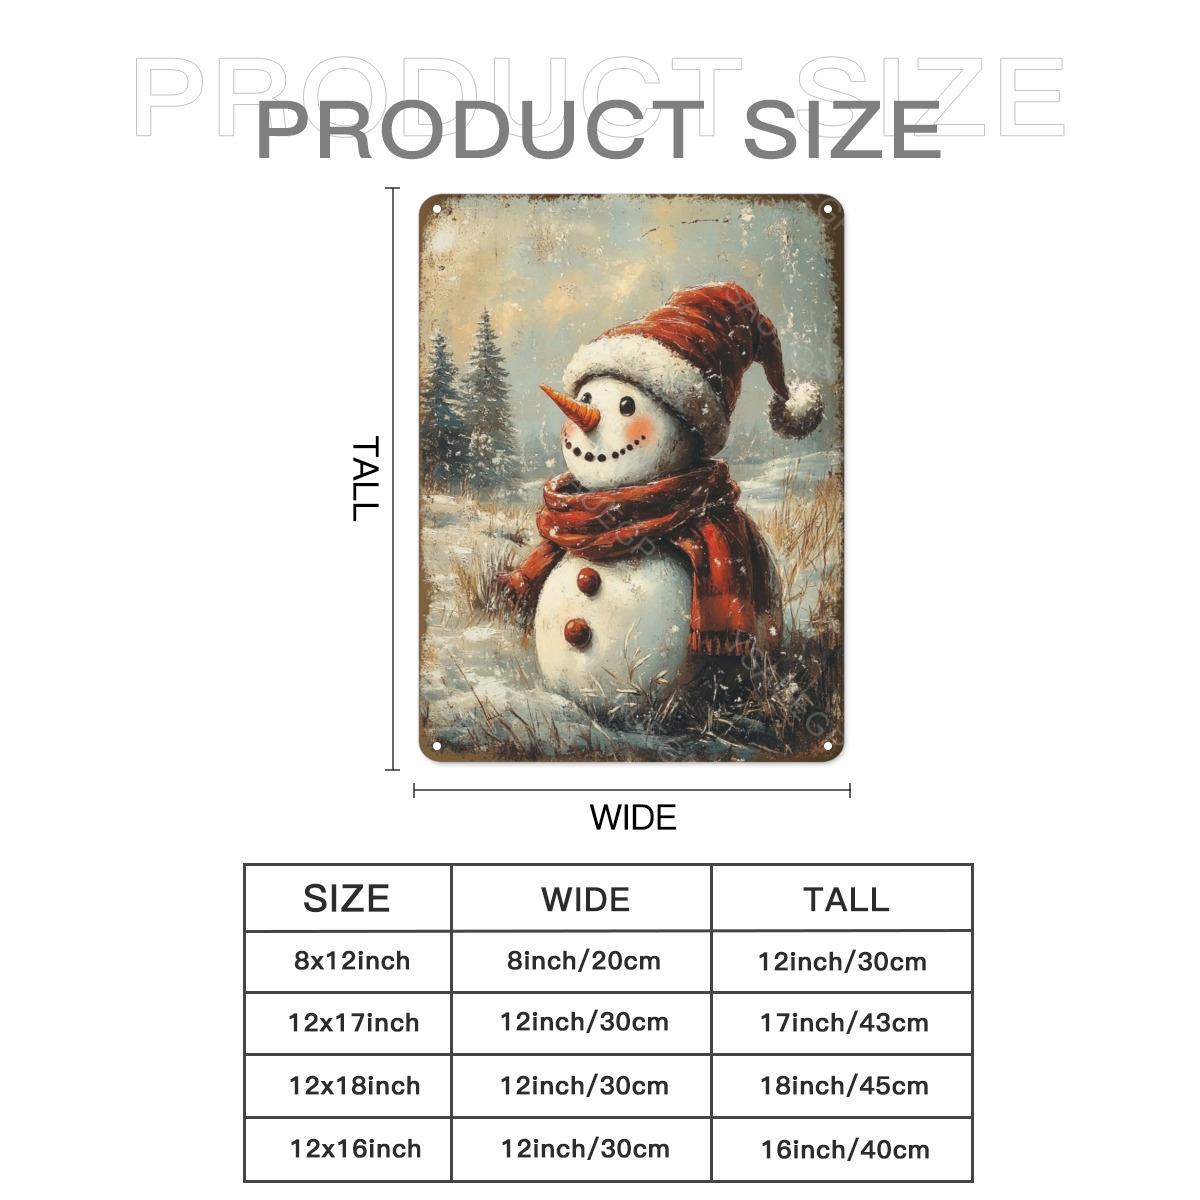 PRODUCT SIZE
PRODUCT SIZE
TALL
WIDE
SIZE WIDE TALL
8x12inch 8inch/20cm 12inch/30cm
12x17inch 12inch/30cm 17inch/43cm
12x18inch 12inch/30cm 18inch/45cm
12x16inch 12inch/30cm 16inch/40cm